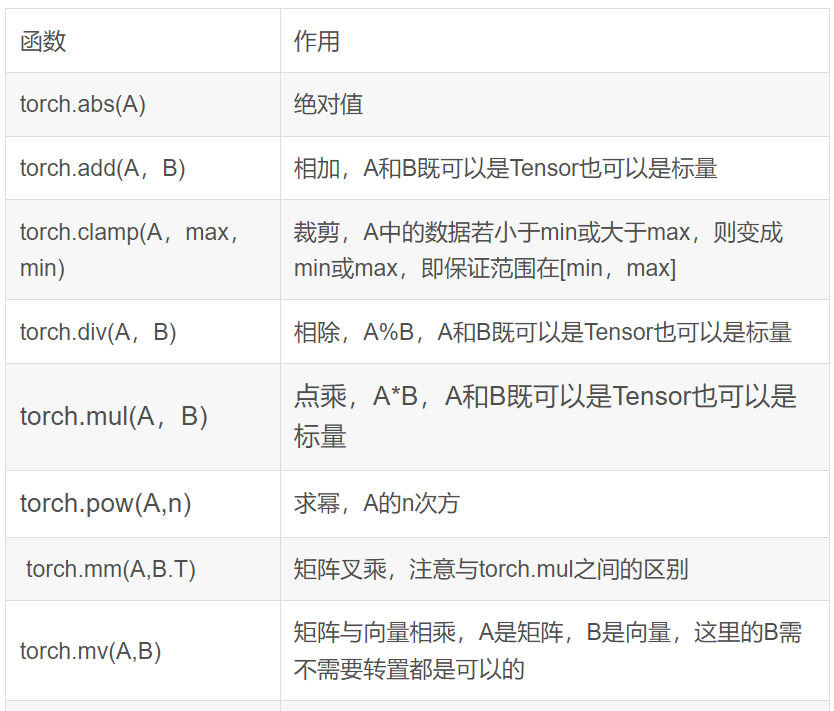 函数
作用
torch.abs(A)
绝对值
torch.add(A，B)
相加，A和B既可以是Tensor也可以是标量
torch.clamp(A，max，
min)
裁剪，A中的数据若小于min或大于max，则变成
min或max，即保证范围在[min，max]
torch.div(A，B)
相除，A%B，A和B既可以是Tensor也可以是标量
torch.mul(A，B)
点乘，A*B，A和B既可以是Tensor也可以是
标量
torch.pow(A,n)
求幂，A的n次方
torch.mm(A,B.T)
矩阵叉乘，注意与torch.mul之间的区别
torch.mv(A,B)
矩阵与向量相乘，A是矩阵，B是向量，这里的B需
不需要转置都是可以的